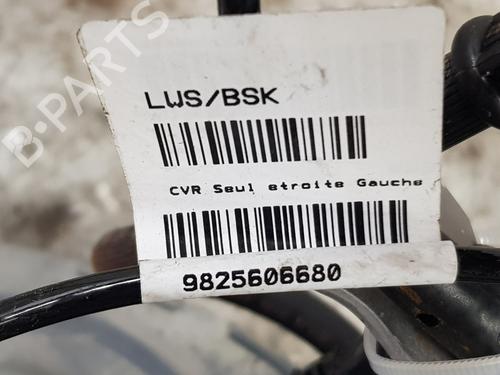 B-PARTS
LWS/BSK
CVR Seul etroite Gauche
9825606680